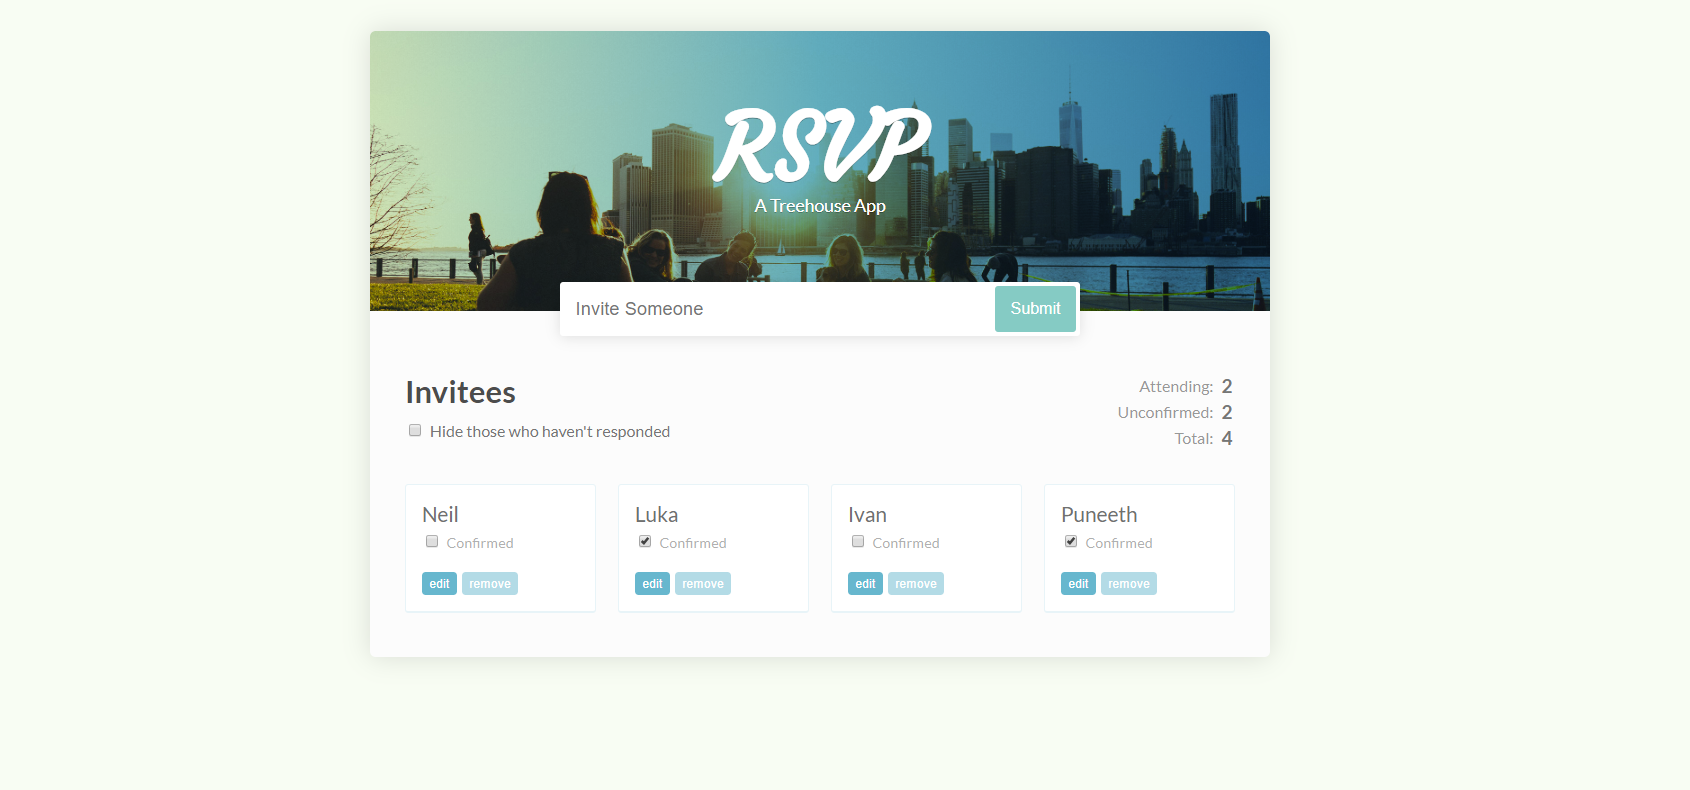 RSVP
A Treehouse App
Invite Someone
Submit
Invitees
Hide those who haven't responded
Attending: 2
Unconfirmed: 2
Total: 4
Neil
Confirmed
edit remove
Luka
Confirmed
edit remove
Ivan
Confirmed
edit remove
Puneeth
Confirmed
edit remove